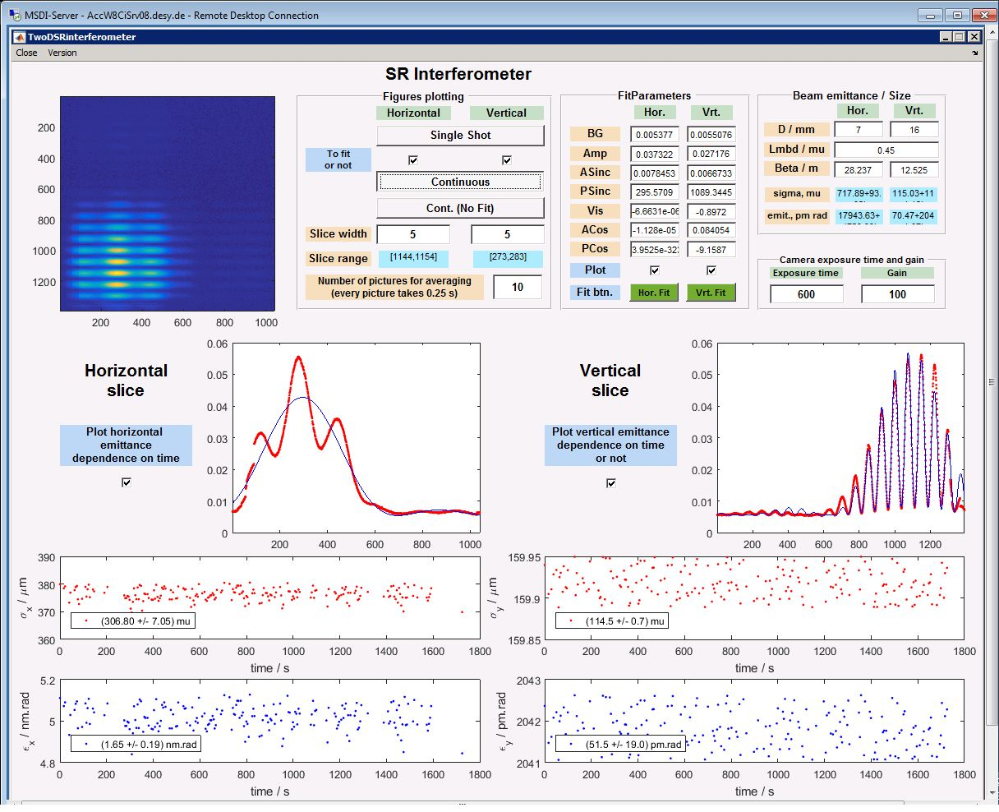 MSDI-Server - AccW8CiSrv08.desy.de - Remote Desktop Connection
TwoDSRinterferometer
Close Version
SR Interferometer
Figures plotting
Horizontal Vertical
Single Shot
To fit
or not
Continuous
Cont. (No Fit)
Slice width 5 5
Slice range [1144,1154] [273,283]
Number of pictures for averaging
(every picture takes 0.25 s)
10
FitParameters
Hor. Vrt.
BG 0.005377 0.0055076
Amp 0.037322 0.027176
ASinc 0.0078453 0.0066733
PSinc 295.5709 1089.3445
Vis -6.6631e-06 -0.8972
ACos -1.128e-05 0.084054
PCos 3.9525e-32 -9.1587
Plot
Fit btn. Hor. Fit Vrt. Fit
Beam emittance / Size
Hor. Vrt.
D / mm 7 16
Lmbd / mu 0.45
Beta / m 28.237 12.525
sigma, mu 717.89+93. 115.03+11
emit., pm rad 17943.63+ 70.47+204
Camera exposure time and gain
Exposure time Gain
600 100
200
400
600
800
1000
1200
200 400 600 800 1000
Horizontal
slice
Plot horizontal
emittance
dependence on time
0.06
0.05
0.04
0.03
0.02
0.01
0
200 400 600 800 1000
Vertical
slice
Plot vertical emittance
dependence on time
or not
0.06
0.05
0.04
0.03
0.02
0.01
0
200 400 600 800 1000 1200
390
380
370
360
σx / μm
(306.80 +/- 7.05) mu
0 200 400 600 800 1000 1200 1400 1600 1800
time / s
159.95
159.9
159.85
σy / μm
(114.5 +/- 0.7) mu
0 200 400 600 800 1000 1200 1400 1600 1800
time / s
5.2
5
4.8
ϵx / nm.rad
(1.65 +/- 0.19) nm.rad
0 200 400 600 800 1000 1200 1400 1600 1800
time / s
2043
2042
2041
ϵy / pm.rad
(51.5 +/- 19.0) pm.rad
0 200 400 600 800 1000 1200 1400 1600 1800
time / s